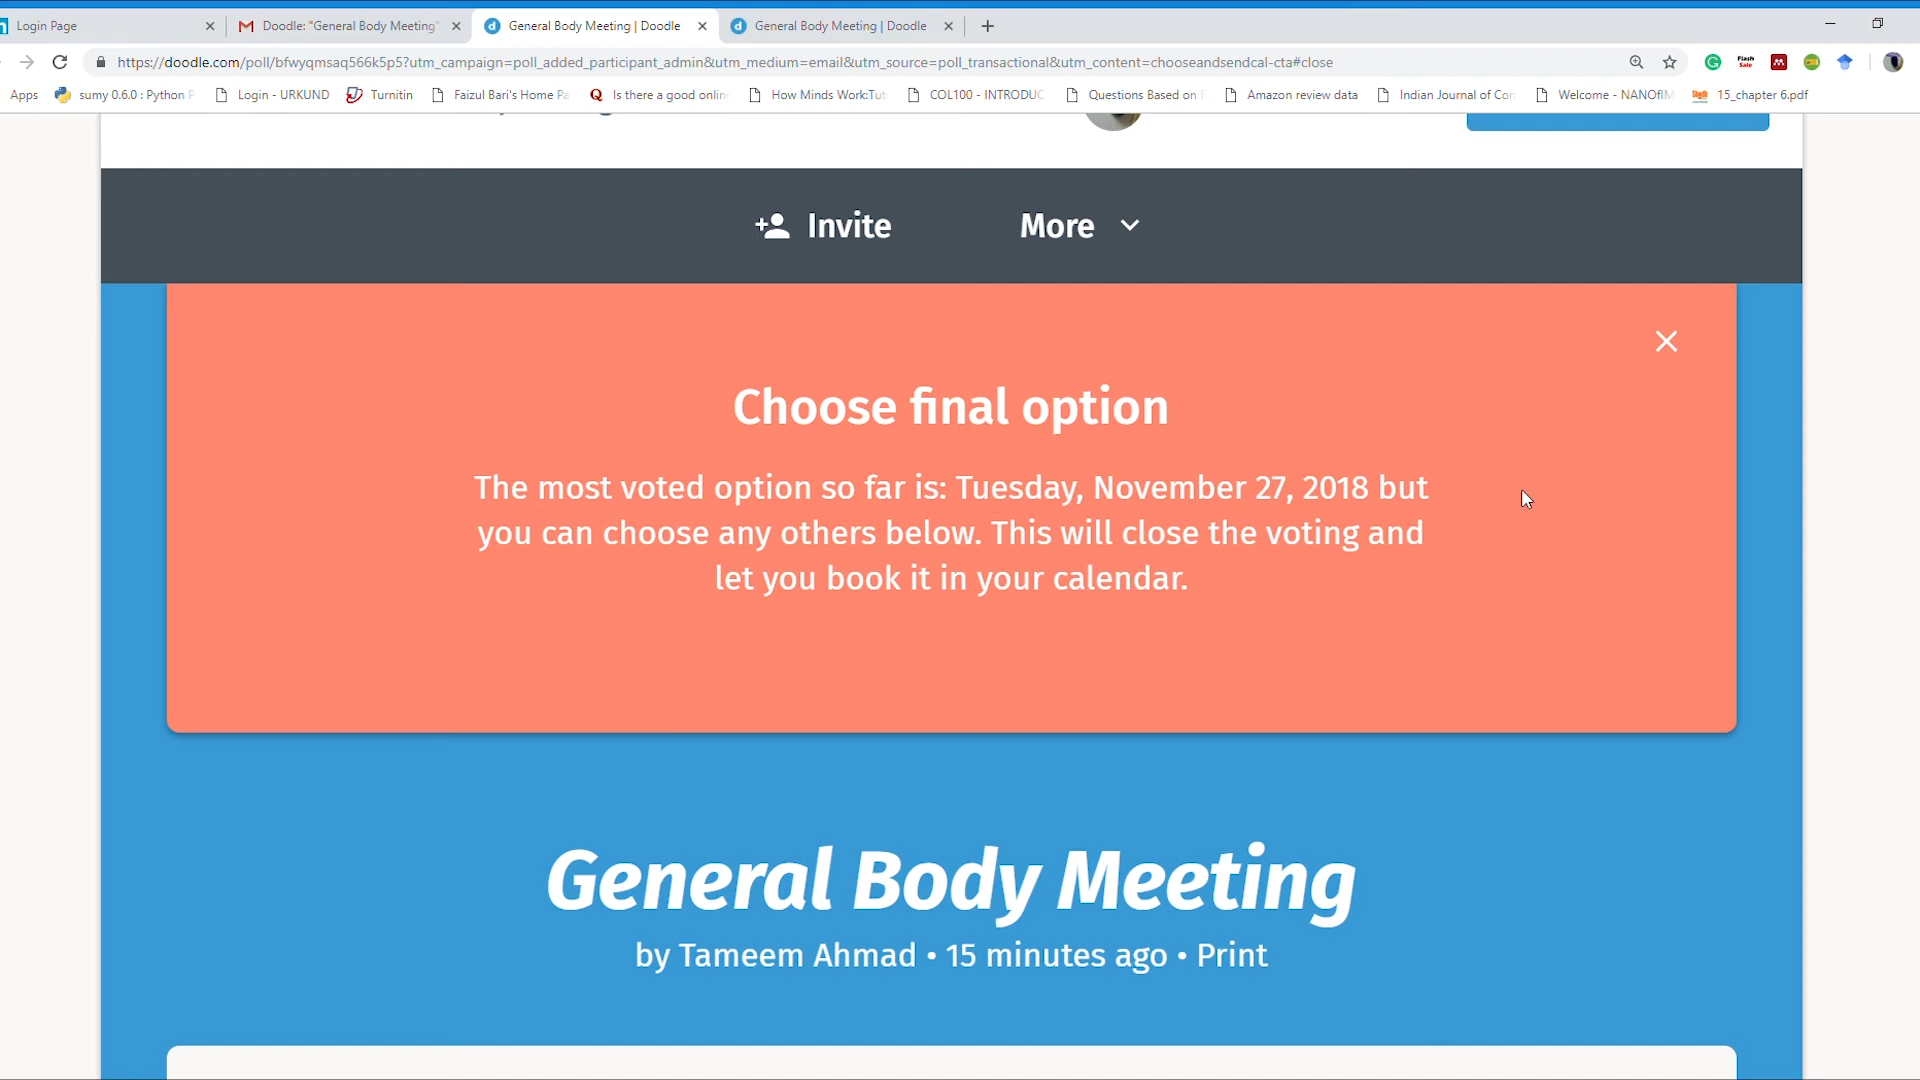 Login Page
Doodle: "General Body Meeting"
General Body Meeting | Doodle
General Body Meeting | Doodle
https://doodle.com/poll/bfwyqmsaq566k5p5?utm_campaign=poll_added_participant_admin&utm_medium=email&utm_source=poll_transactional&utm_content=chooseandsendcal-cta#close
Flash Sale
Apps
sumy 0.6.0 : Python P
Login - URKUND
Turnitin
Faizul Bari's Home Pa
Is there a good onlin
How Minds Work:Tut
COL100 - INTRODUC
Questions Based on
Amazon review data
Indian Journal of Con
Welcome - NANOfIM
15_chapter 6.pdf
Invite
More
Choose final option
The most voted option so far is: Tuesday, November 27, 2018 but
you can choose any others below. This will close the voting and
let you book it in your calendar.
General Body Meeting
by Tameem Ahmad • 15 minutes ago • Print